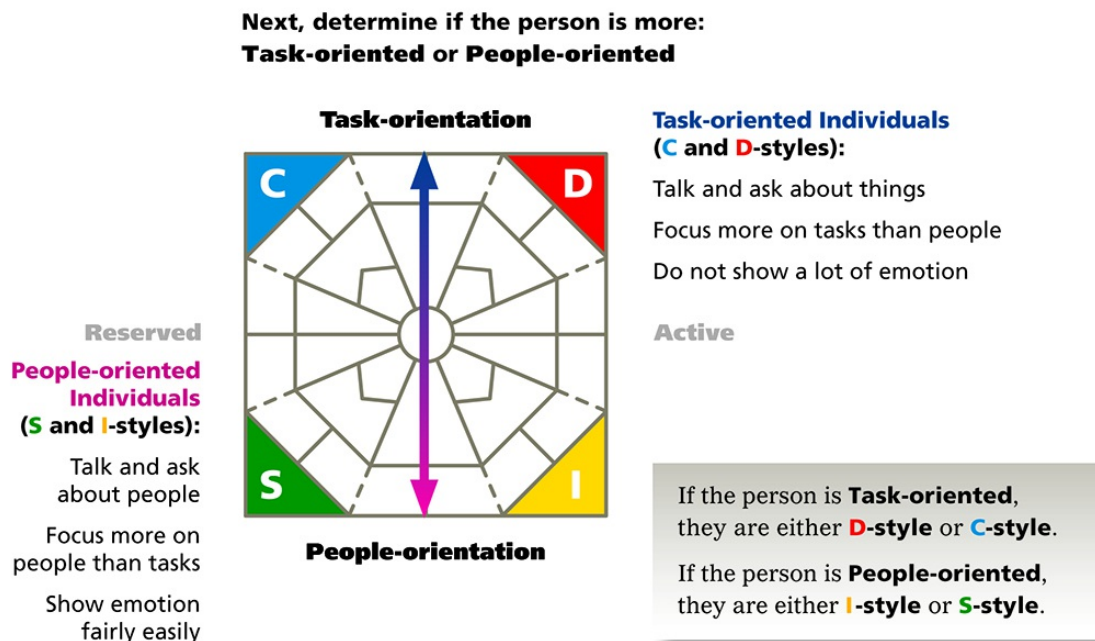 Next, determine if the person is more:
Task-oriented or People-oriented
Task-orientation
C
D
S
I
People-orientation
Task-oriented Individuals
(C and D-styles):
Talk and ask about things
Focus more on tasks than people
Do not show a lot of emotion
Reserved
Active
People-oriented
Individuals
(S and I-styles):
Talk and ask
about people
Focus more on
people than tasks
Show emotion
fairly easily
If the person is Task-oriented,
they are either D-style or C-style.
If the person is People-oriented,
they are either I-style or S-style.